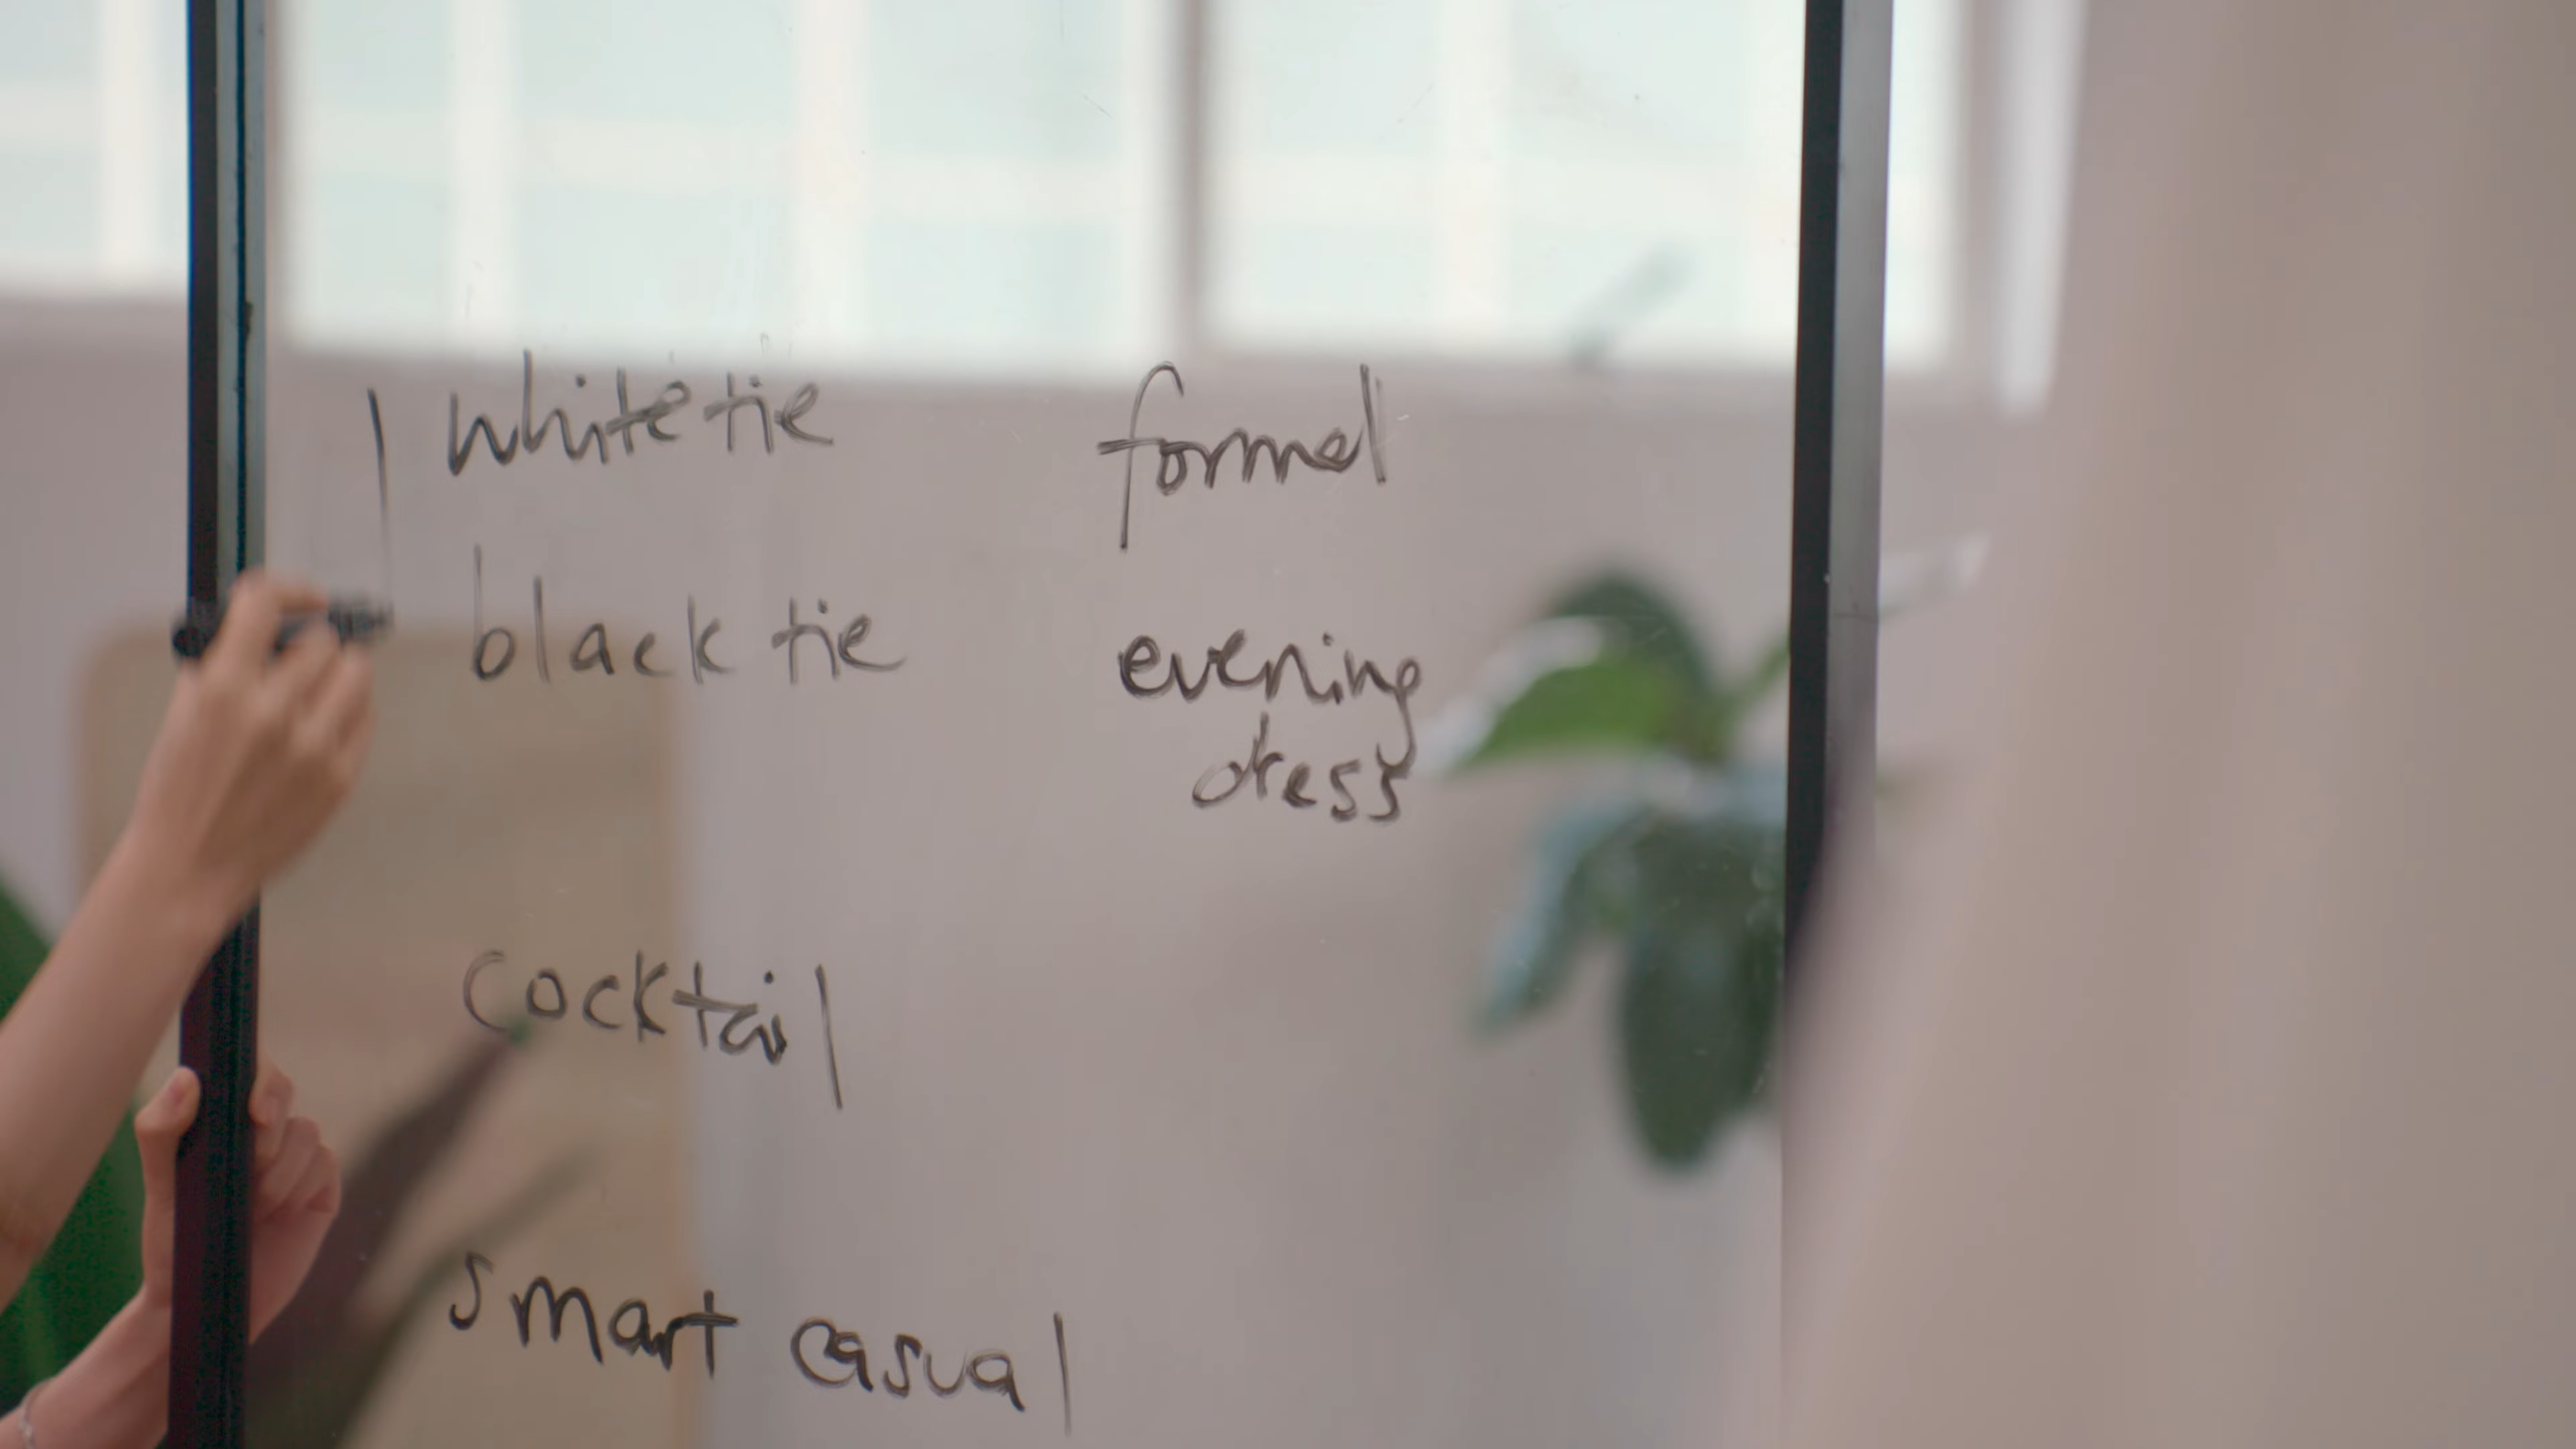 white tie formal
black tie evening
dress
cocktail
smart casual